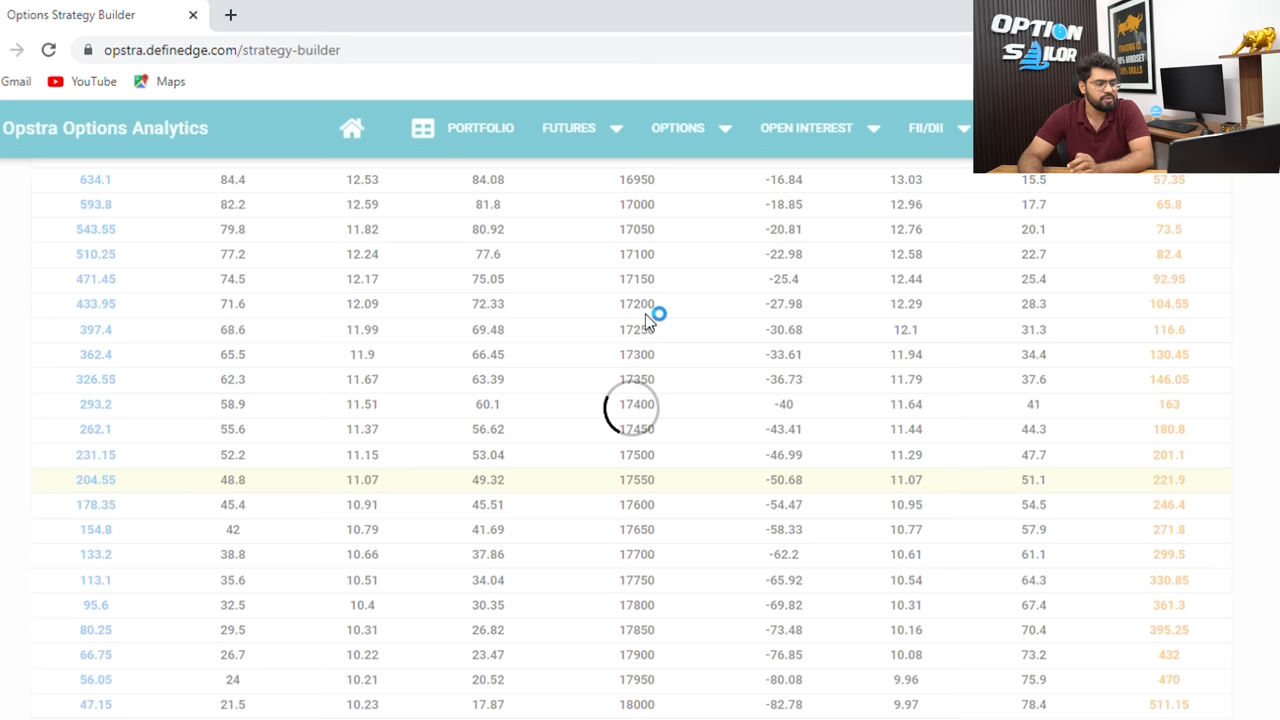 Options Strategy Builder
opstra.definedge.com/strategy-builder
Gmail YouTube Maps
Opstra Options Analytics PORTFOLIO FUTURES OPTIONS OPEN INTEREST FII/DII
OPTION
SAILOR
TRADING IS
80% MINDSET
20% SKILLS
634.1 84.4 12.53 84.08 16950 -16.84 13.03 15.5 57.35
593.8 82.2 12.59 81.8 17000 -18.85 12.96 17.7 65.8
543.55 79.8 11.82 80.92 17050 -20.81 12.76 20.1 73.5
510.25 77.2 12.24 77.6 17100 -22.98 12.58 22.7 82.4
471.45 74.5 12.17 75.05 17150 -25.4 12.44 25.4 92.95
433.95 71.6 12.09 72.33 17200 -27.98 12.29 28.3 104.55
397.4 68.6 11.99 69.48 17250 -30.68 12.1 31.3 116.6
362.4 65.5 11.9 66.45 17300 -33.61 11.94 34.4 130.45
326.55 62.3 11.67 63.39 17350 -36.73 11.79 37.6 146.05
293.2 58.9 11.51 60.1 17400 -40 11.64 41 163
262.1 55.6 11.37 56.62 17450 -43.41 11.44 44.3 180.8
231.15 52.2 11.15 53.04 17500 -46.99 11.29 47.7 201.1
204.55 48.8 11.07 49.32 17550 -50.68 11.07 51.1 221.9
178.35 45.4 10.91 45.51 17600 -54.47 10.95 54.5 246.4
154.8 42 10.79 41.69 17650 -58.33 10.77 57.9 271.8
133.2 38.8 10.66 37.86 17700 -62.2 10.61 61.1 299.5
113.1 35.6 10.51 34.04 17750 -65.92 10.54 64.3 330.85
95.6 32.5 10.4 30.35 17800 -69.82 10.31 67.4 361.3
80.25 29.5 10.31 26.82 17850 -73.48 10.16 70.4 395.25
66.75 26.7 10.22 23.47 17900 -76.85 10.08 73.2 432
56.05 24 10.21 20.52 17950 -80.08 9.96 75.9 470
47.15 21.5 10.23 17.87 18000 -82.78 9.97 78.4 511.15